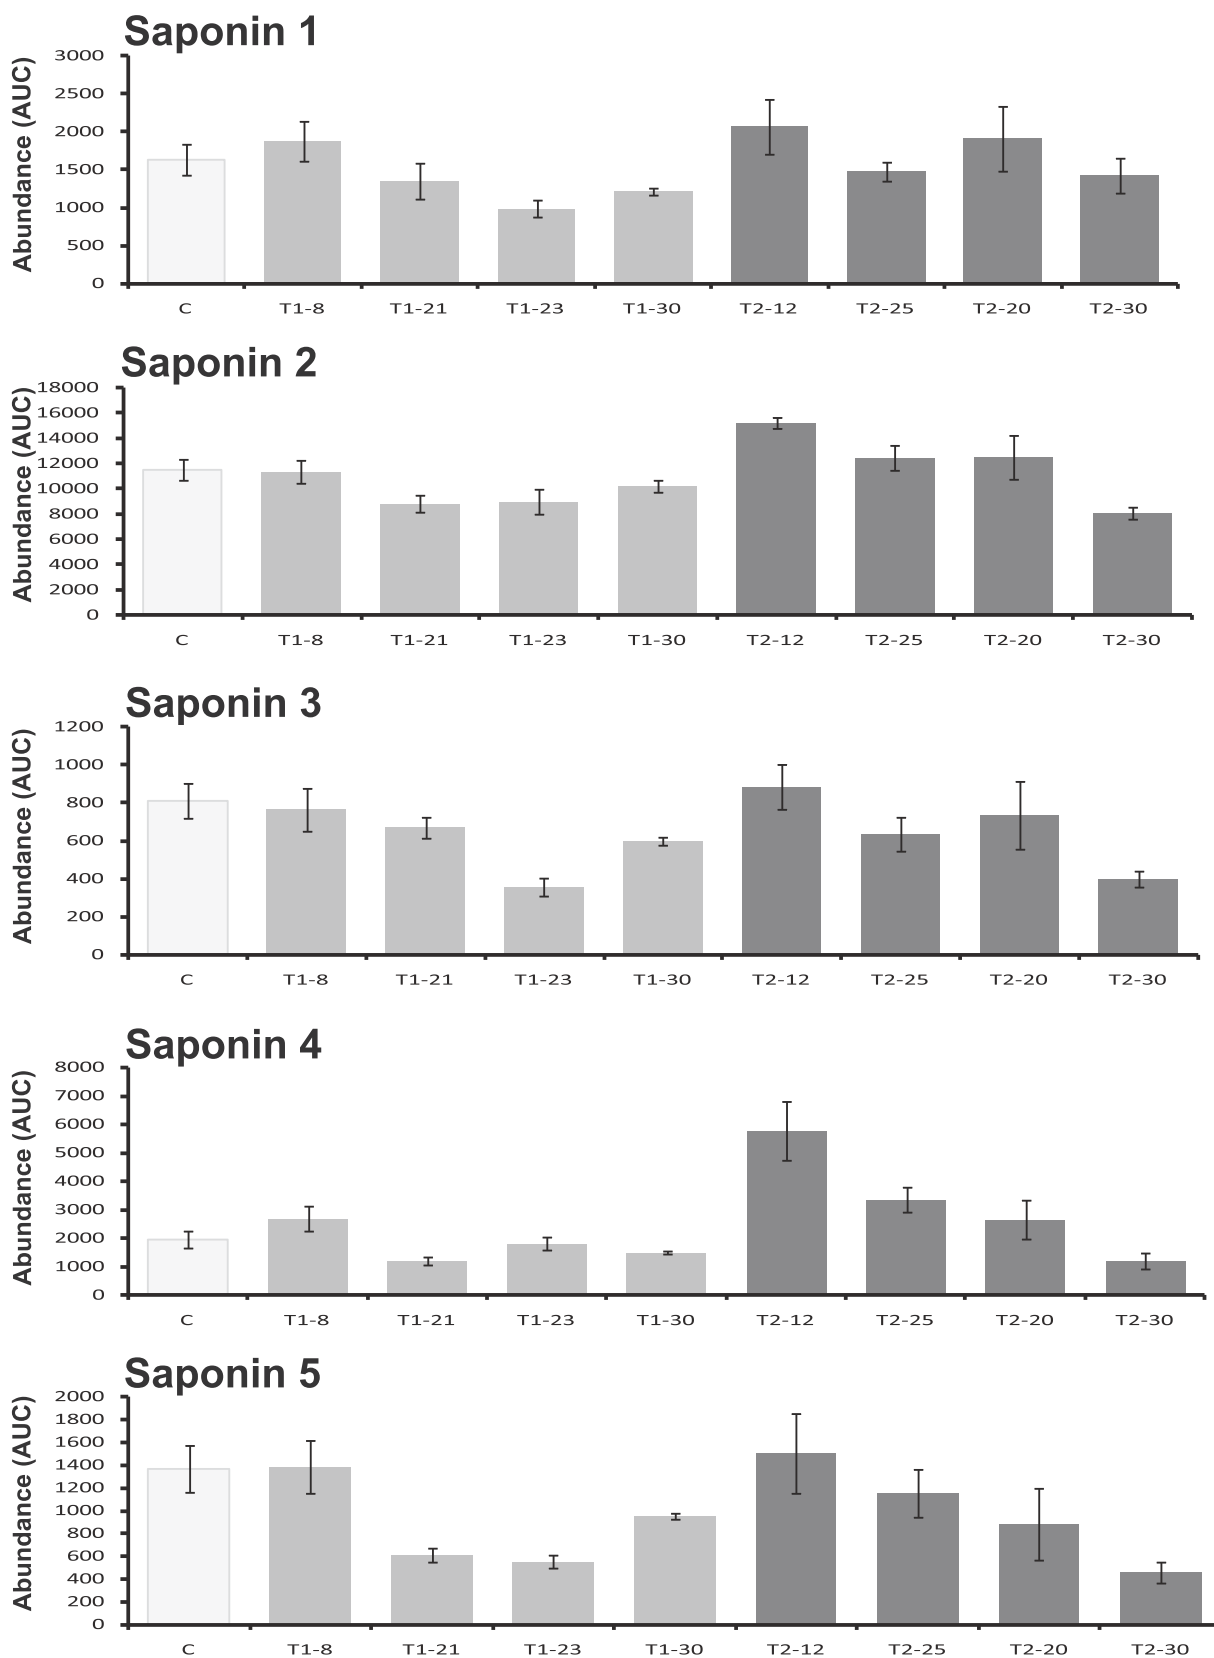 Saponin 1
Abundance (AUC)
3000
2500
2000
1500
1000
500
0
C T1-8 T1-21 T1-23 T1-30 T2-12 T2-25 T2-20 T2-30
Saponin 2
Abundance (AUC)
18000
16000
14000
12000
10000
8000
6000
4000
2000
0
C T1-8 T1-21 T1-23 T1-30 T2-12 T2-25 T2-20 T2-30
Saponin 3
Abundance (AUC)
1200
1000
800
600
400
200
0
C T1-8 T1-21 T1-23 T1-30 T2-12 T2-25 T2-20 T2-30
Saponin 4
Abundance (AUC)
8000
7000
6000
5000
4000
3000
2000
1000
0
C T1-8 T1-21 T1-23 T1-30 T2-12 T2-25 T2-20 T2-30
Saponin 5
Abundance (AUC)
2000
1800
1600
1400
1200
1000
800
600
400
200
0
C T1-8 T1-21 T1-23 T1-30 T2-12 T2-25 T2-20 T2-30